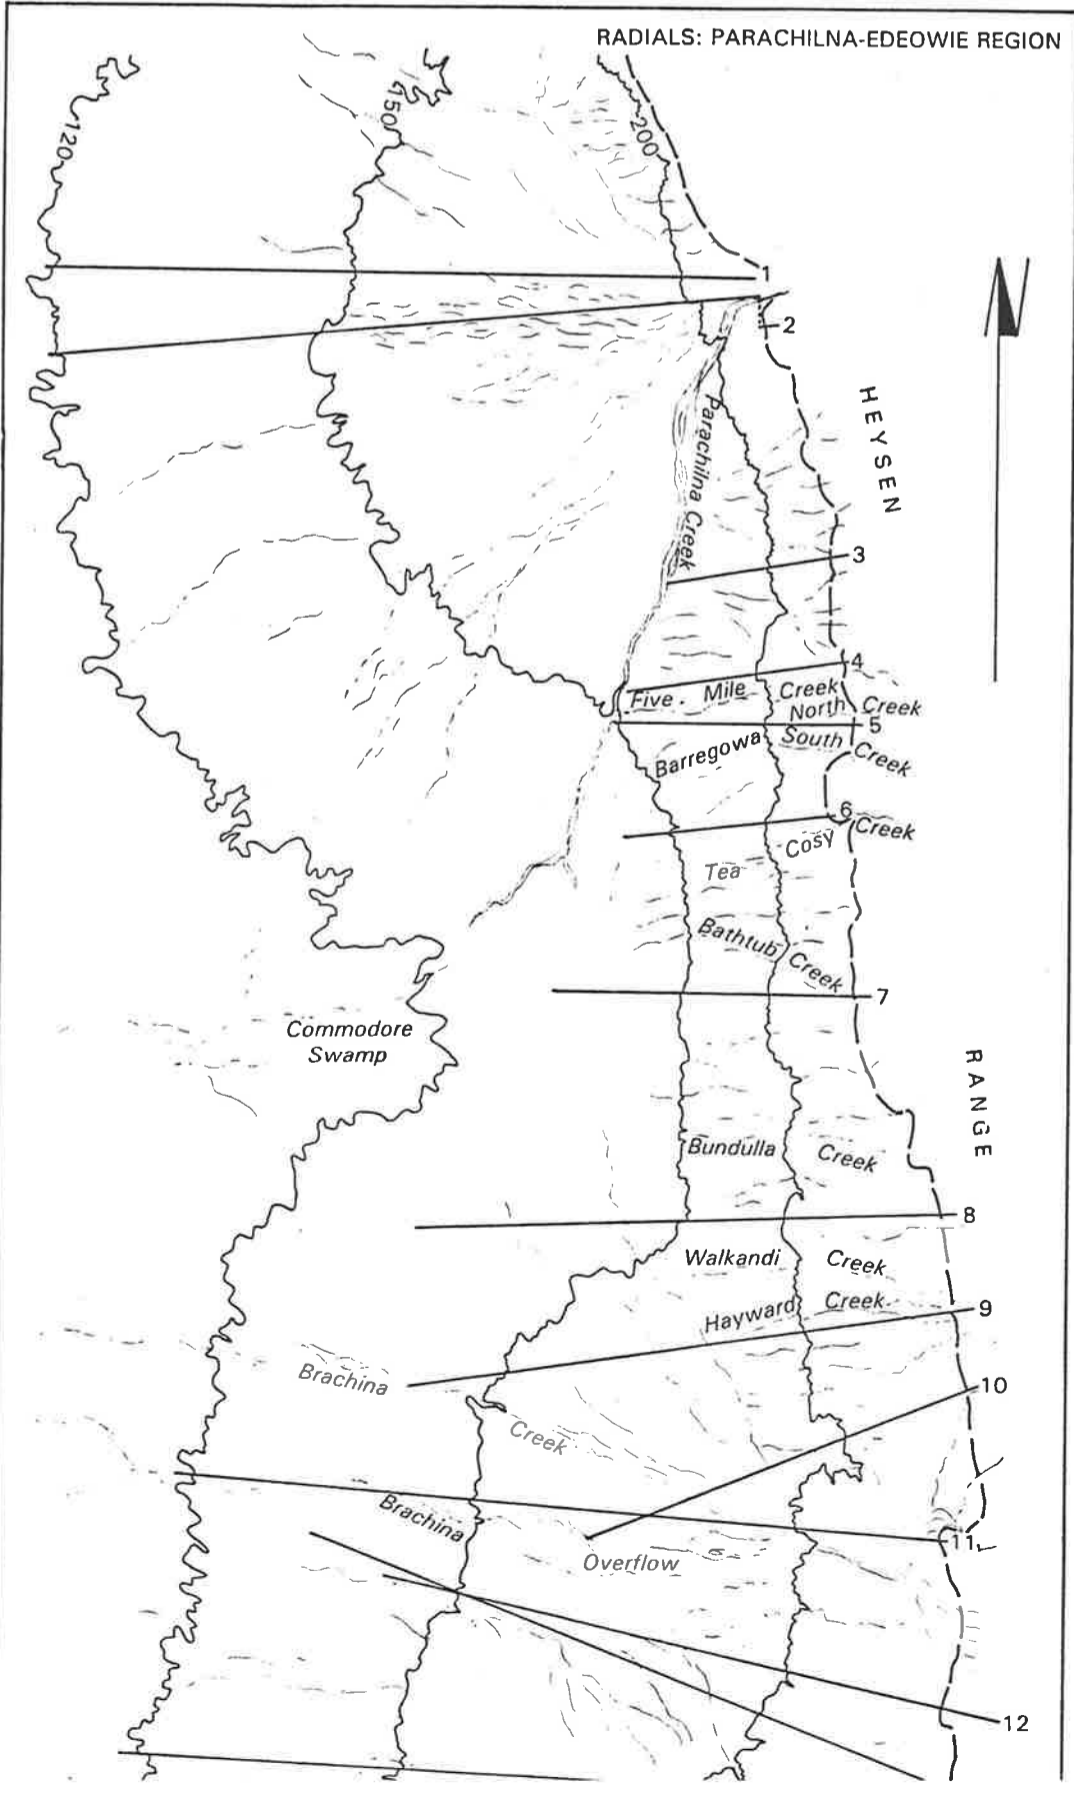 RADIALS: PARACHILNA-EDEOWIE REGION
120
150
200
N
1
2
HEYSEN
Parachilna Creek
3
4
Five Mile Creek
North Creek
5
Barregowa South Creek
6
Tea Cosy Creek
Bathtub Creek
7
Commodore
Swamp
RANGE
Bundulla Creek
8
Walkandi Creek
Hayward Creek
9
Brachina Creek
10
Brachina Overflow
11
12